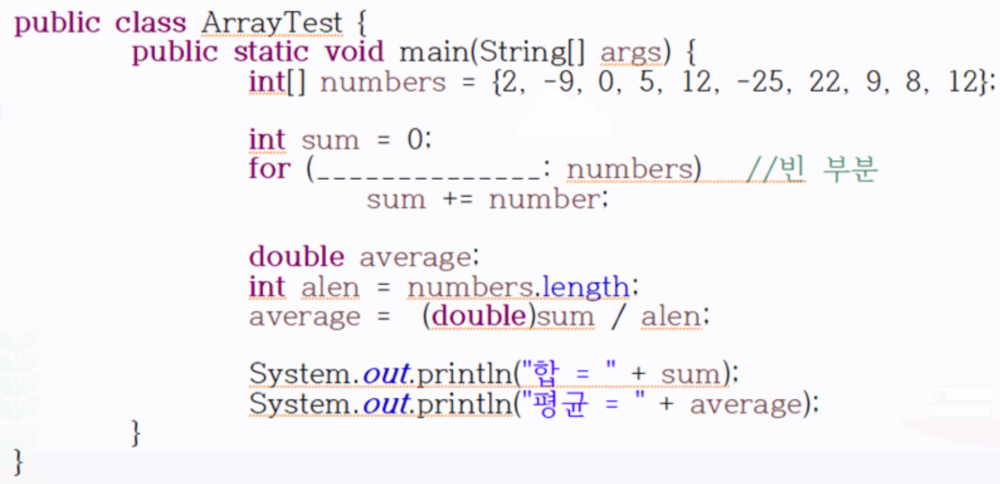 public class ArrayTest {
public static void main(String[] args) {
int[] numbers = {2, -9, 0, 5, 12, -25, 22, 9, 8, 12};
int sum = 0;
for (______________: numbers) //빈 부분
sum += number;
double average;
int alen = numbers.length;
average = (double)sum / alen;
System.out.println("합 = " + sum);
System.out.println("평균 = " + average);
}
}